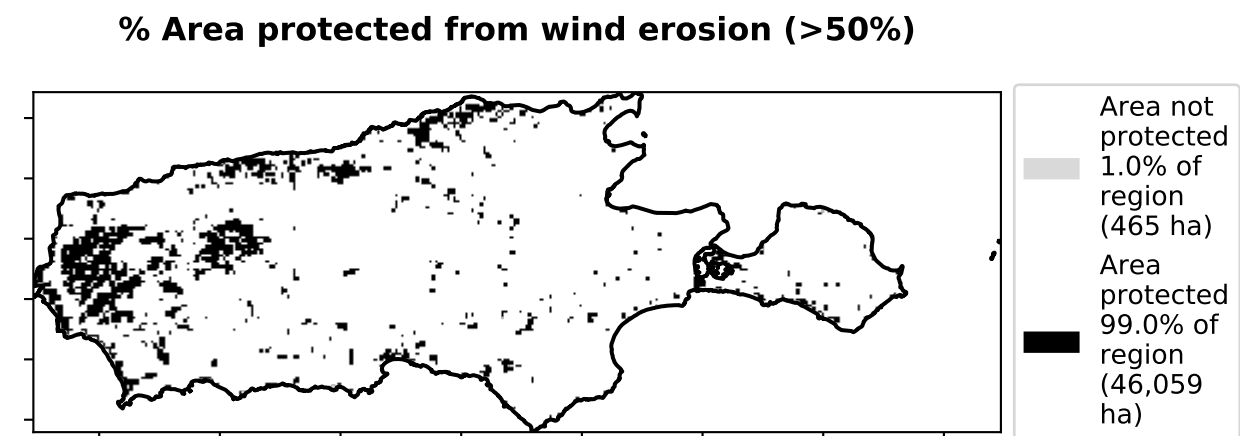 % Area protected from wind erosion (>50%)
Area not
protected
1.0% of
region
(465 ha)
Area
protected
99.0% of
region
(46,059
ha)